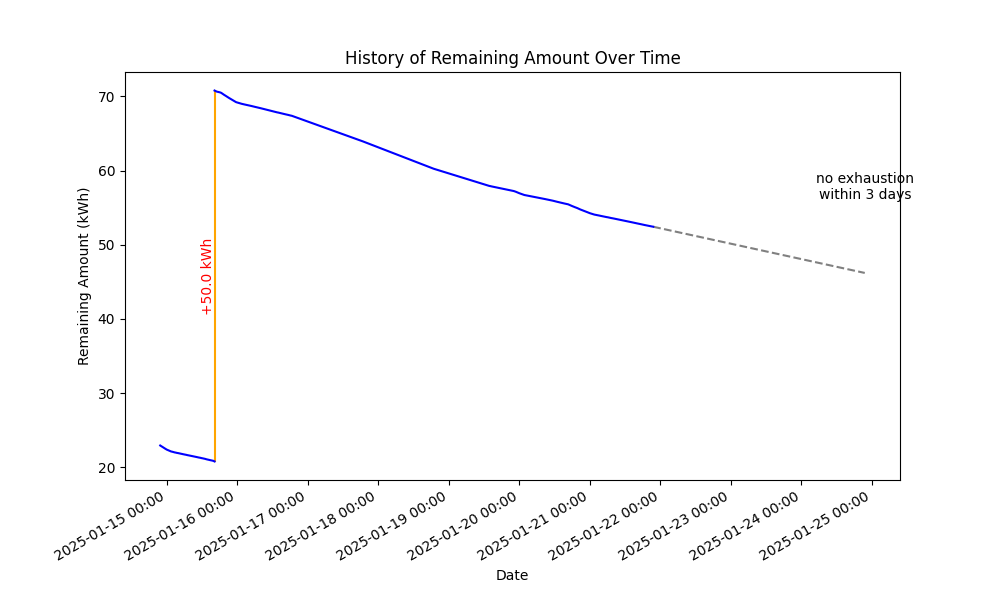 History of Remaining Amount Over Time
Remaining Amount (kWh)
70
60
50
40
30
20
+50.0 kWh
no exhaustion
within 3 days
2025-01-15 00:00
2025-01-16 00:00
2025-01-17 00:00
2025-01-18 00:00
2025-01-19 00:00
2025-01-20 00:00
2025-01-21 00:00
2025-01-22 00:00
2025-01-23 00:00
2025-01-24 00:00
2025-01-25 00:00
Date